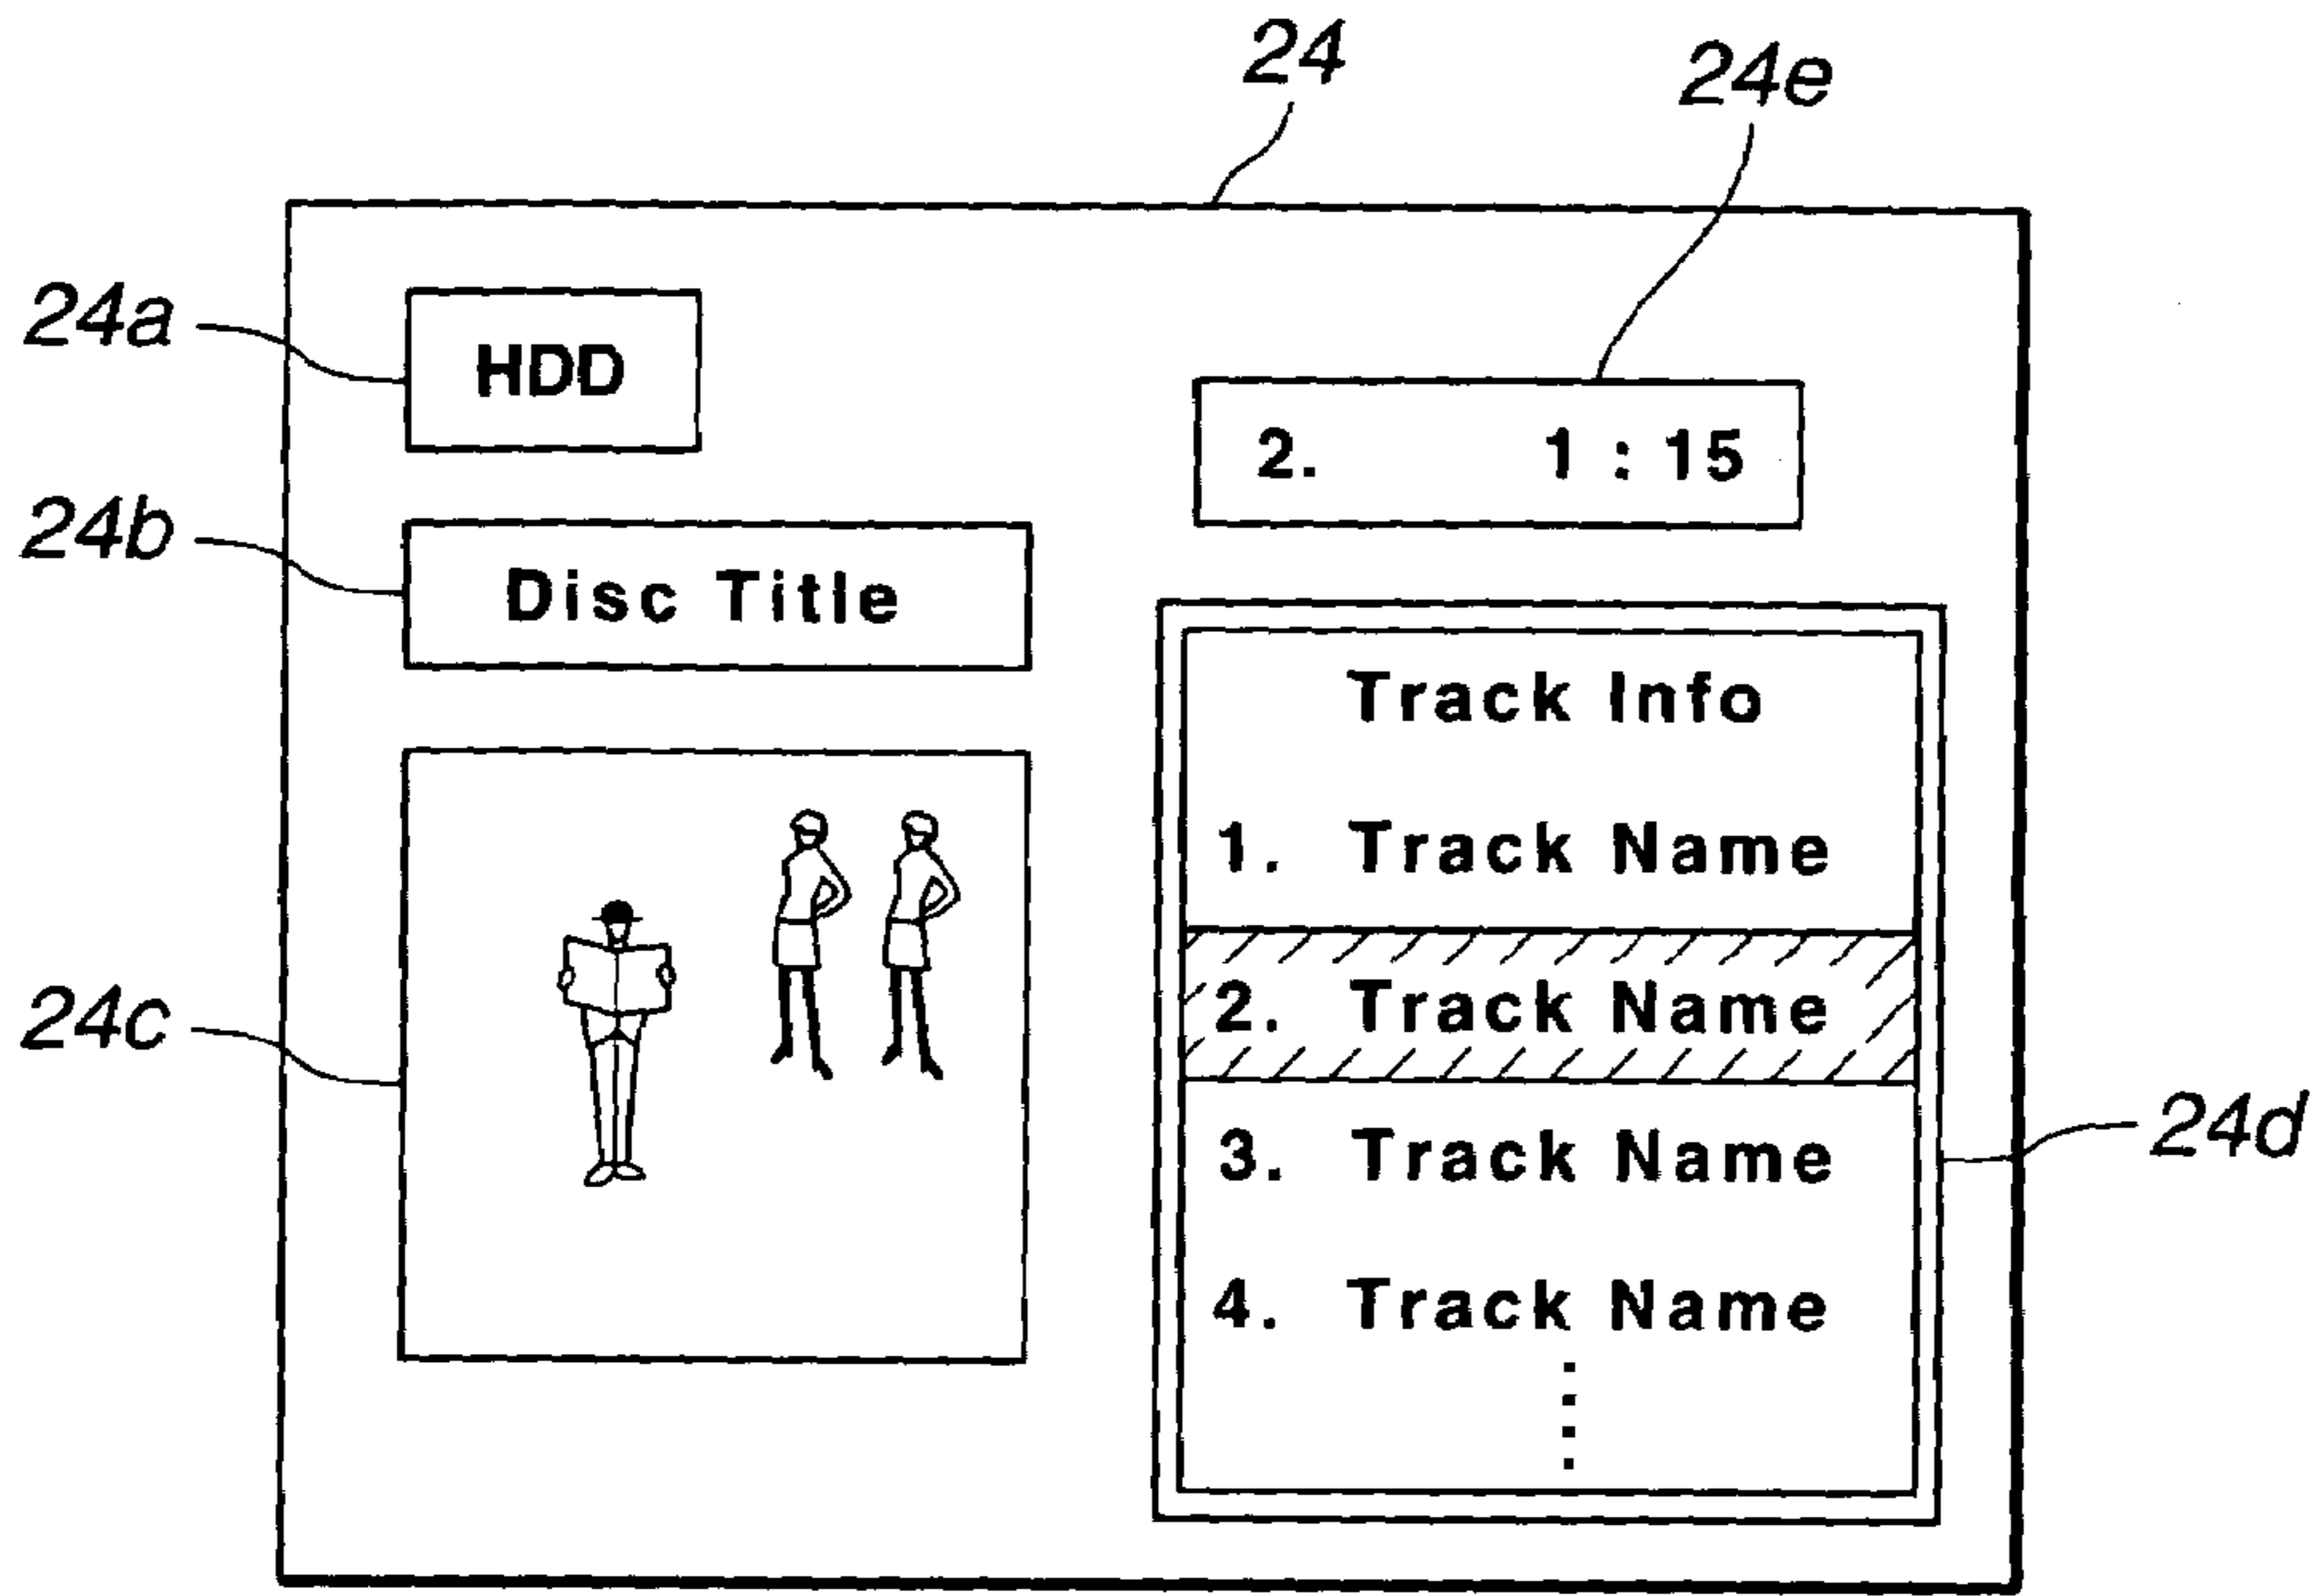 24
24e
24a
HDD
2. 1 : 15
24b
Disc Title
Track Info
1. Track Name
2. Track Name
24c
3. Track Name
24d
4. Track Name